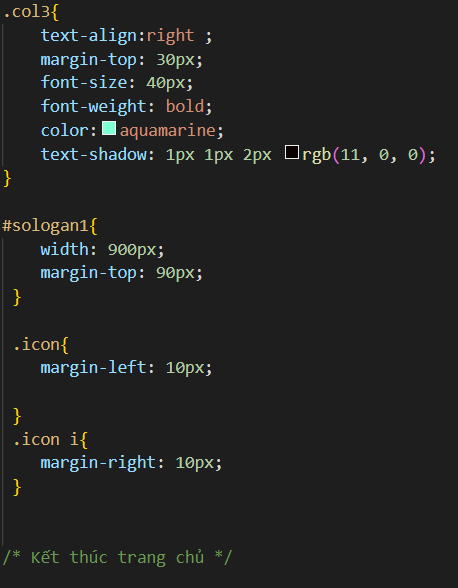 .col3{
text-align:right ;
margin-top: 30px;
font-size: 40px;
font-weight: bold;
color:aquamarine;
text-shadow: 1px 1px 2px rgb(11, 0, 0);
}
#sologan1{
width: 900px;
margin-top: 90px;
}
.icon{
margin-left: 10px;
}
.icon i{
margin-right: 10px;
}
/* Kết thúc trang chủ */